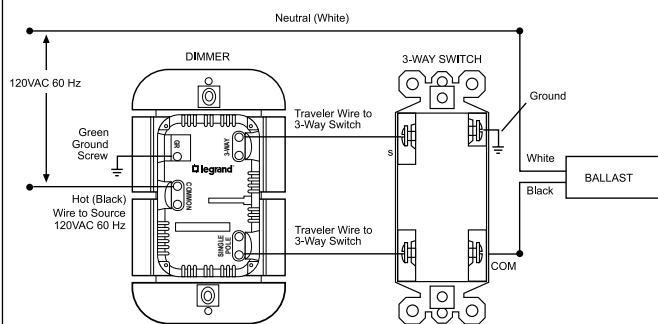 Neutral (White)
DIMMER
3-WAY SWITCH
120VAC 60 Hz
Ground
Traveler Wire to
3-Way Switch
Green
Ground
Screw
GR
3-WAY
S
legrand
White
BALLAST
Black
Hot (Black)
Wire to Source
120VAC 60 Hz
COMMON
SINGLE
POLE
Traveler Wire to
3-Way Switch
COM